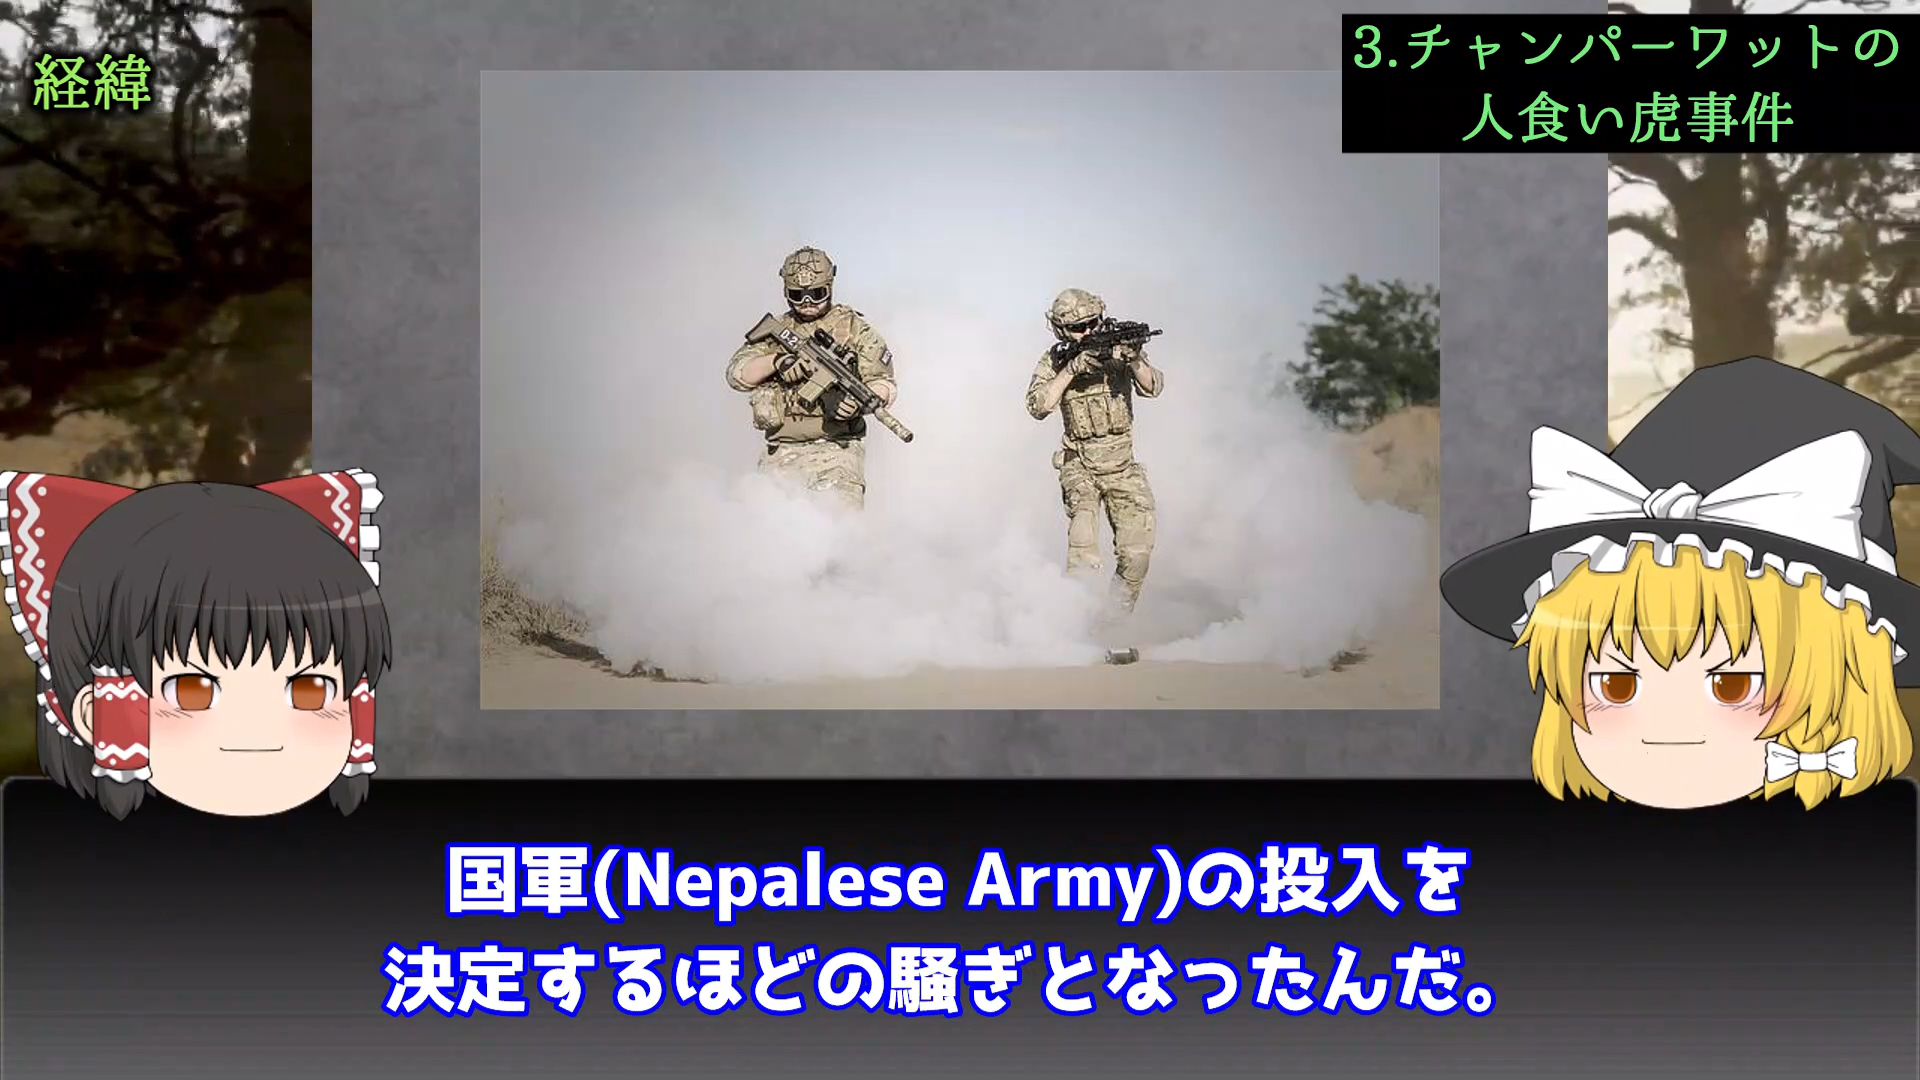 経緯
3.チャンパーワットの
人食い虎事件
D-2
国軍(Nepalese Army)の投入を
決定するほどの騒ぎとなったんだ。